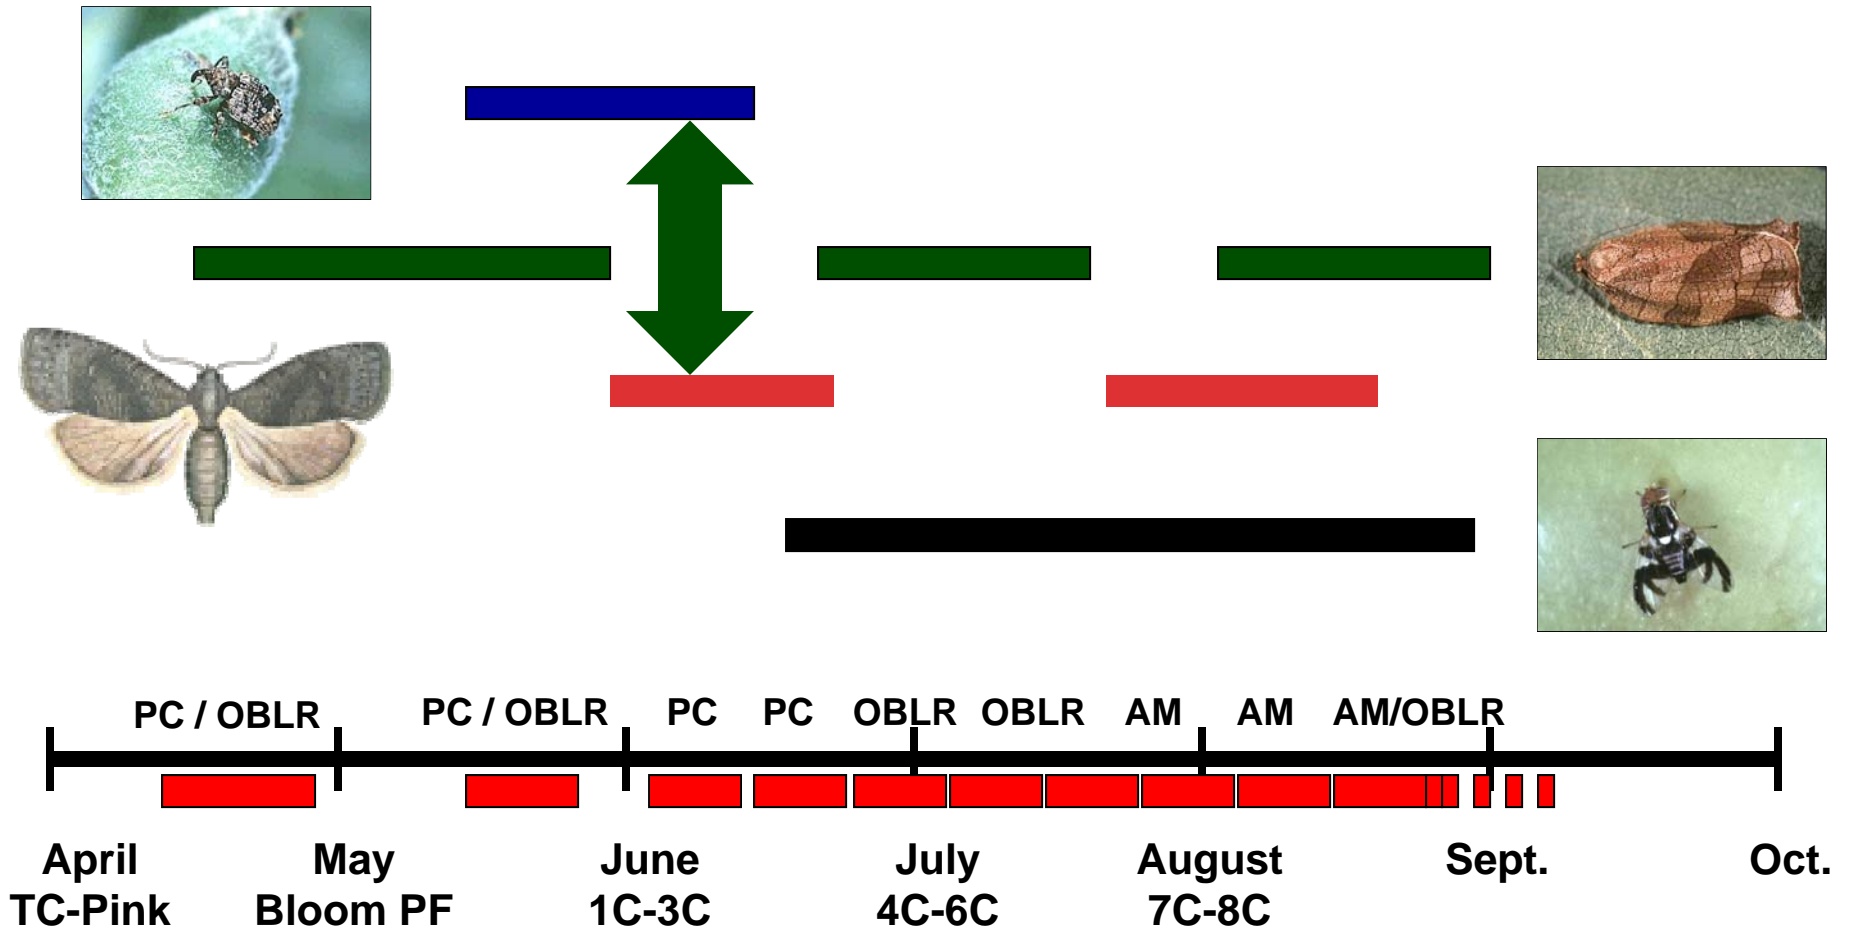 PC / OBLR PC / OBLR PC PC OBLR OBLR AM AM AM/OBLR
April May June July August Sept. Oct.
TC-Pink Bloom PF 1C-3C 4C-6C 7C-8C